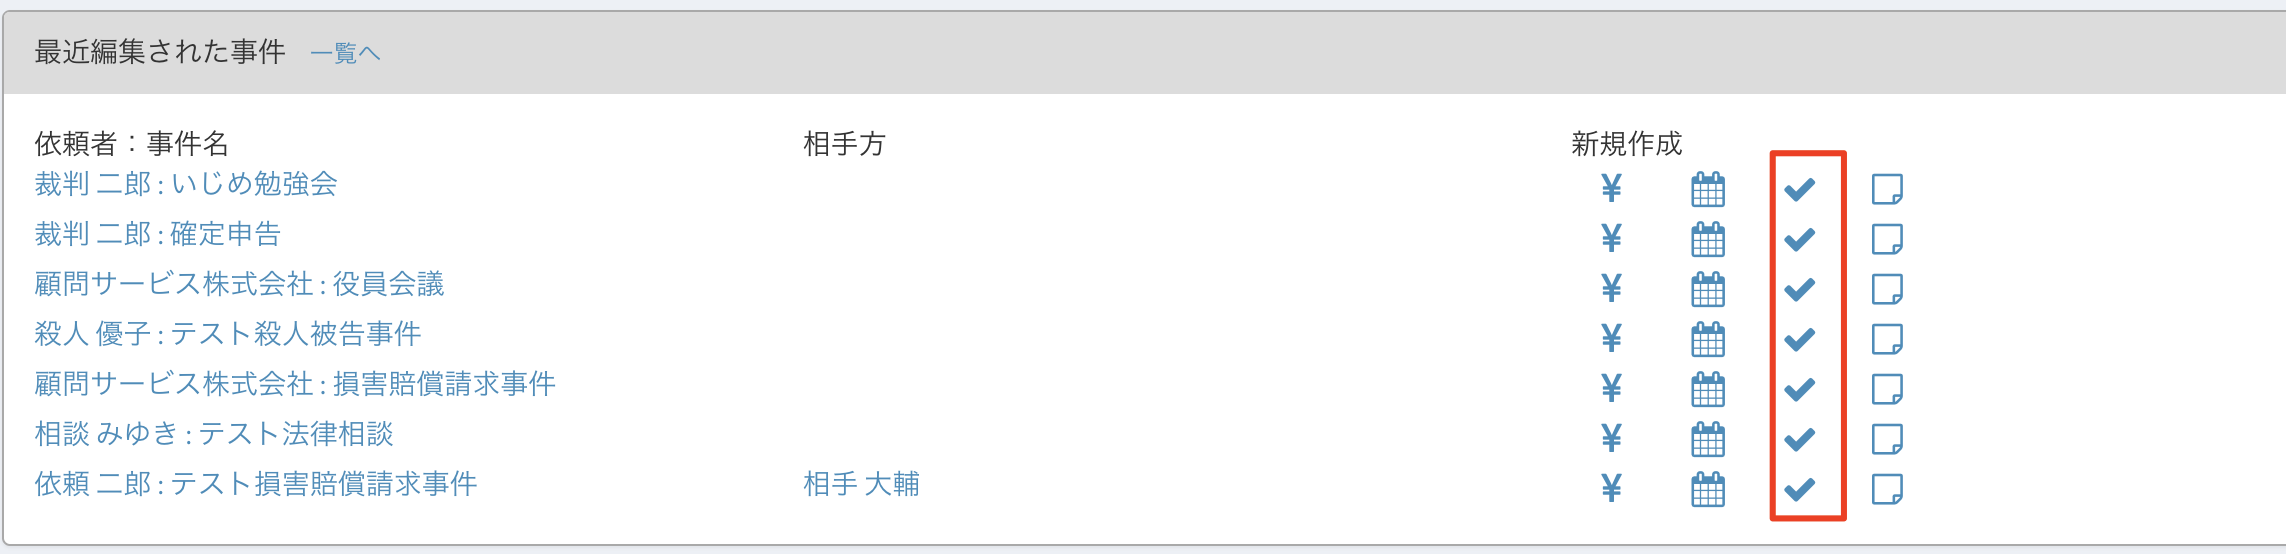 最近編集された事件 一覧へ
依頼者：事件名 相手方 新規作成
裁判 二郎 : いじめ勉強会
裁判 二郎 : 確定申告
顧問サービス株式会社 : 役員会議
殺人 優子 : テスト殺人被告事件
顧問サービス株式会社 : 損害賠償請求事件
相談 みゆき : テスト法律相談
依頼 二郎 : テスト損害賠償請求事件 相手 大輔